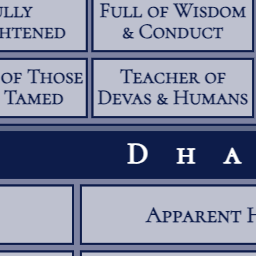 ULLY
HTENED
Full of Wisdom
& Conduct
of Those
Tamed
Teacher of
Devas & Humans
Dha
Apparent H